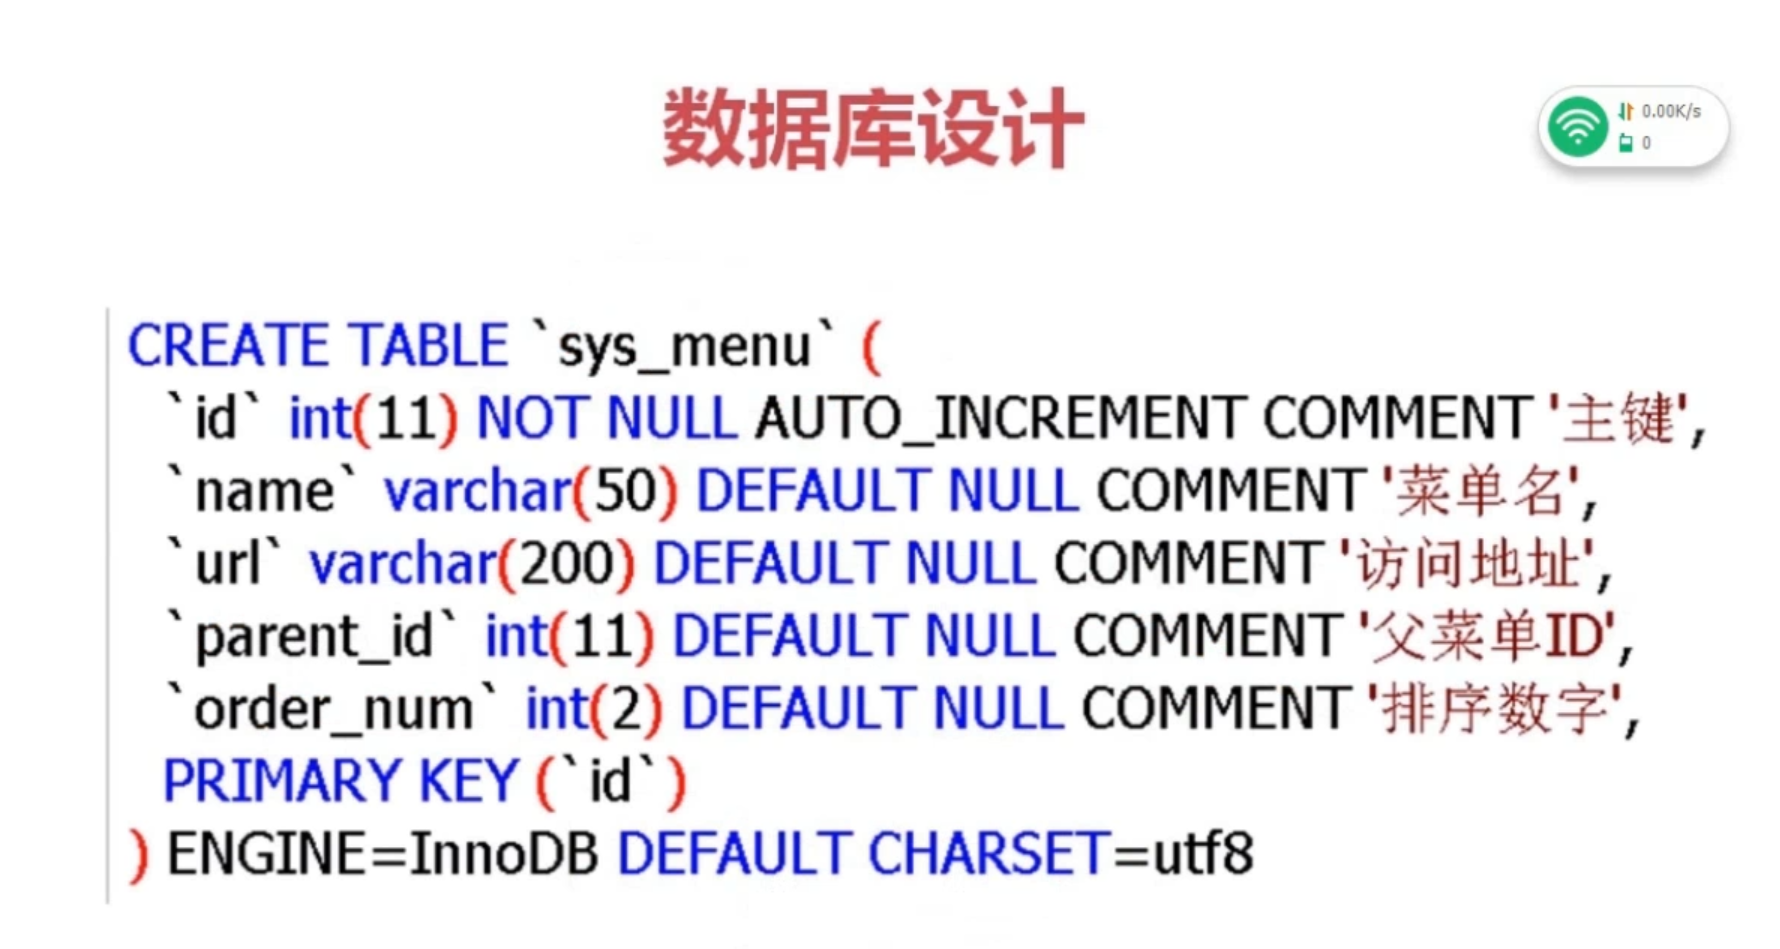 数据库设计
0.00K/s
0
CREATE TABLE `sys_menu` (
`id` int(11) NOT NULL AUTO_INCREMENT COMMENT '主键',
`name` varchar(50) DEFAULT NULL COMMENT '菜单名',
`url` varchar(200) DEFAULT NULL COMMENT '访问地址',
`parent_id` int(11) DEFAULT NULL COMMENT '父菜单ID',
`order_num` int(2) DEFAULT NULL COMMENT '排序数字',
PRIMARY KEY (`id`)
) ENGINE=InnoDB DEFAULT CHARSET=utf8